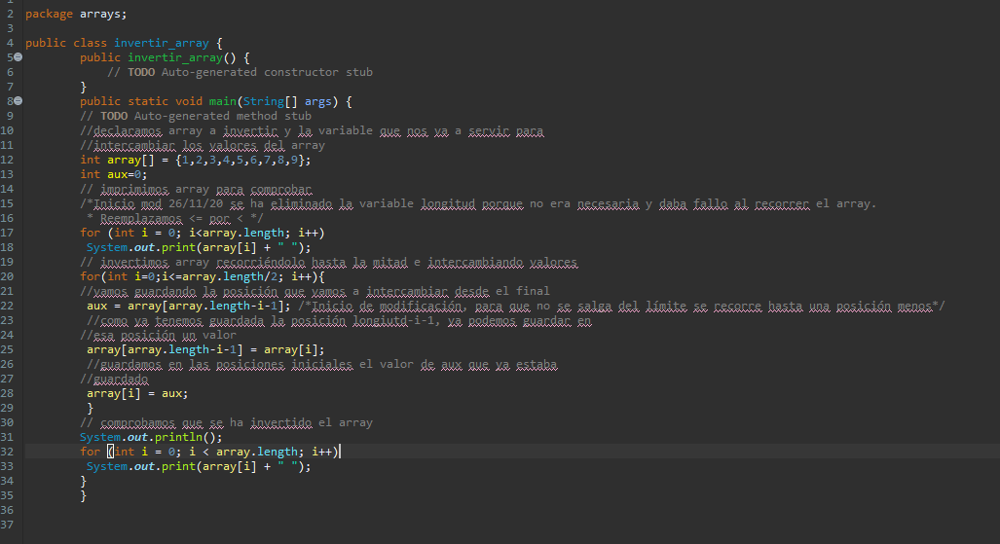 1
2 package arrays;
3
4 public class invertir_array {
5 public invertir_array() {
6 // TODO Auto-generated constructor stub
7 }
8 public static void main(String[] args) {
9 // TODO Auto-generated method stub
10 //declaramos array a invertir y la variable que nos va a servir para
11 //intercambiar los valores del array
12 int array[] = {1,2,3,4,5,6,7,8,9};
13 int aux=0;
14 // imprimimos array para comprobar
15 /*Inicio mod 26/11/20 se ha eliminado la variable longitud porque no era necesaria y daba fallo al recorrer el array.
16 * Reemplazamos <= por < */
17 for (int i = 0; i<array.length; i++)
18 System.out.print(array[i] + " ");
19 // invertimos array recorriéndolo hasta la mitad e intercambiando valores
20 for(int i=0;i<=array.length/2; i++){
21 //vamos guardando la posición que vamos a intercambiar desde el final
22 aux = array[array.length-i-1]; /*Inicio de modificación, para que no se salga del límite se recorre hasta una posición menos*/
23 //como ya tenemos guardada la posición longiutd-i-1, ya podemos guardar en
24 //esa posición un valor
25 array[array.length-i-1] = array[i];
26 //guardamos en las posiciones iniciales el valor de aux que ya estaba
27 //guardado
28 array[i] = aux;
29 }
30 // comprobamos que se ha invertido el array
31 System.out.println();
32 for (int i = 0; i < array.length; i++)
33 System.out.print(array[i] + " ");
34 }
35 }
36
37